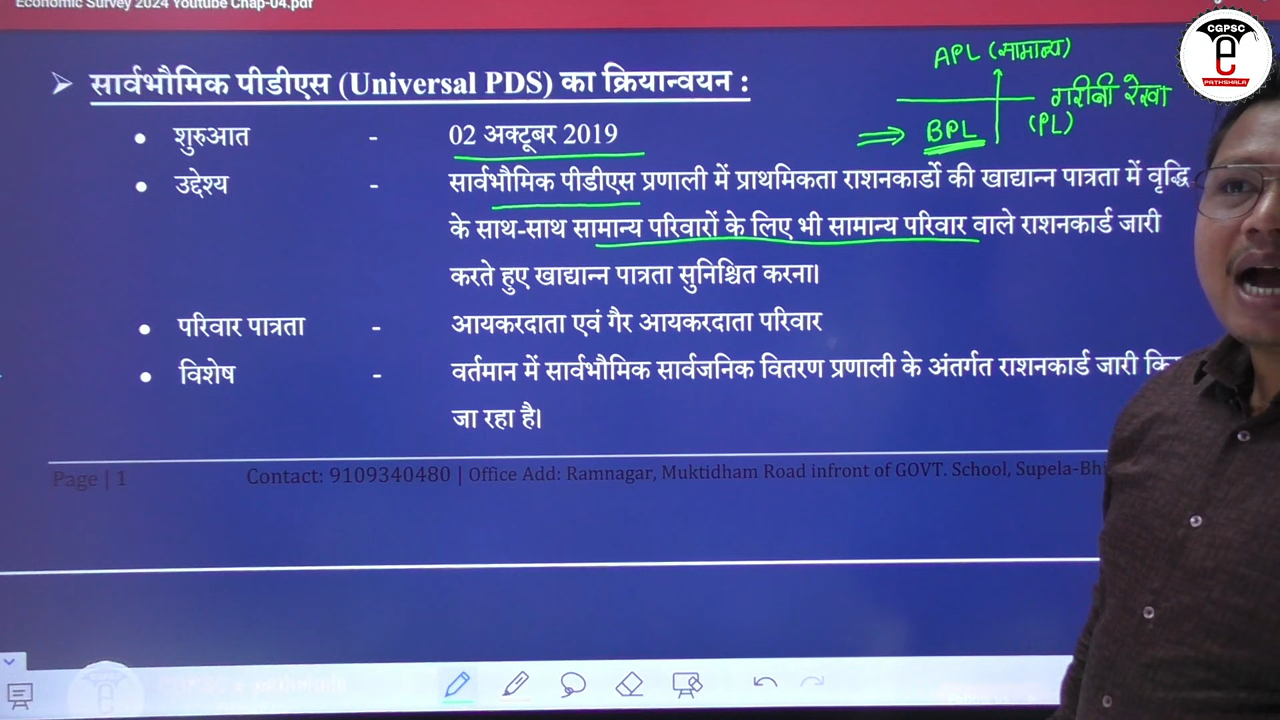 Economic Survey 2024 Youtube Chap-04.pdf
CGPSC
e
PATHSHALA
APL (सामान्य)
गरीबी रेखा
(PL)
⇒ BPL
➢ सार्वभौमिक पीडीएस (Universal PDS) का क्रियान्वयन :
• शुरुआत - 02 अक्टूबर 2019
• उद्देश्य - सार्वभौमिक पीडीएस प्रणाली में प्राथमिकता राशनकार्डो की खाद्यान्न पात्रता में वृद्धि
के साथ-साथ सामान्य परिवारों के लिए भी सामान्य परिवार वाले राशनकार्ड जारी
करते हुए खाद्यान्न पात्रता सुनिश्चित करना।
• परिवार पात्रता - आयकरदाता एवं गैर आयकरदाता परिवार
• विशेष - वर्तमान में सार्वभौमिक सार्वजनिक वितरण प्रणाली के अंतर्गत राशनकार्ड जारी
जा रहा है।
Page | 1 Contact: 9109340480 | Office Add: Ramnagar, Muktidham Road infront of GOVT. School,